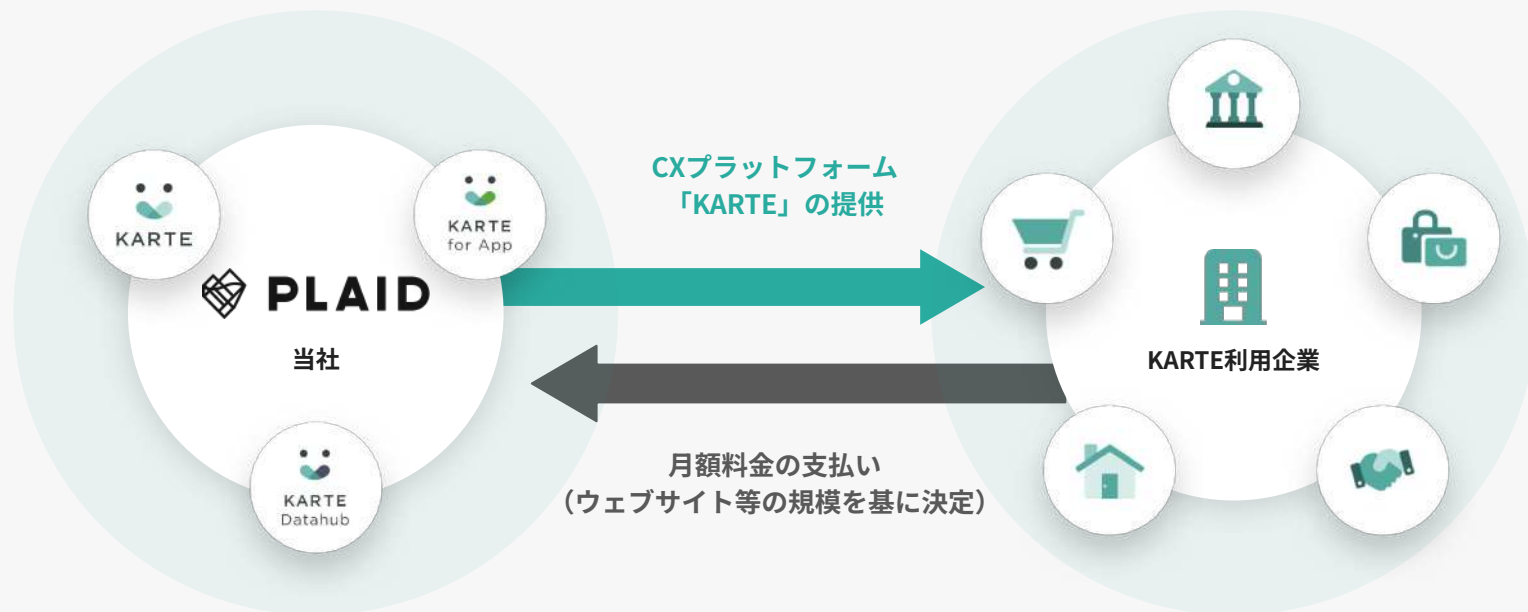 KARTE
KARTE
for App
PLAID
当社
KARTE
Datahub
CXプラットフォーム
「KARTE」の提供
月額料金の支払い
（ウェブサイト等の規模を基に決定）
KARTE利用企業